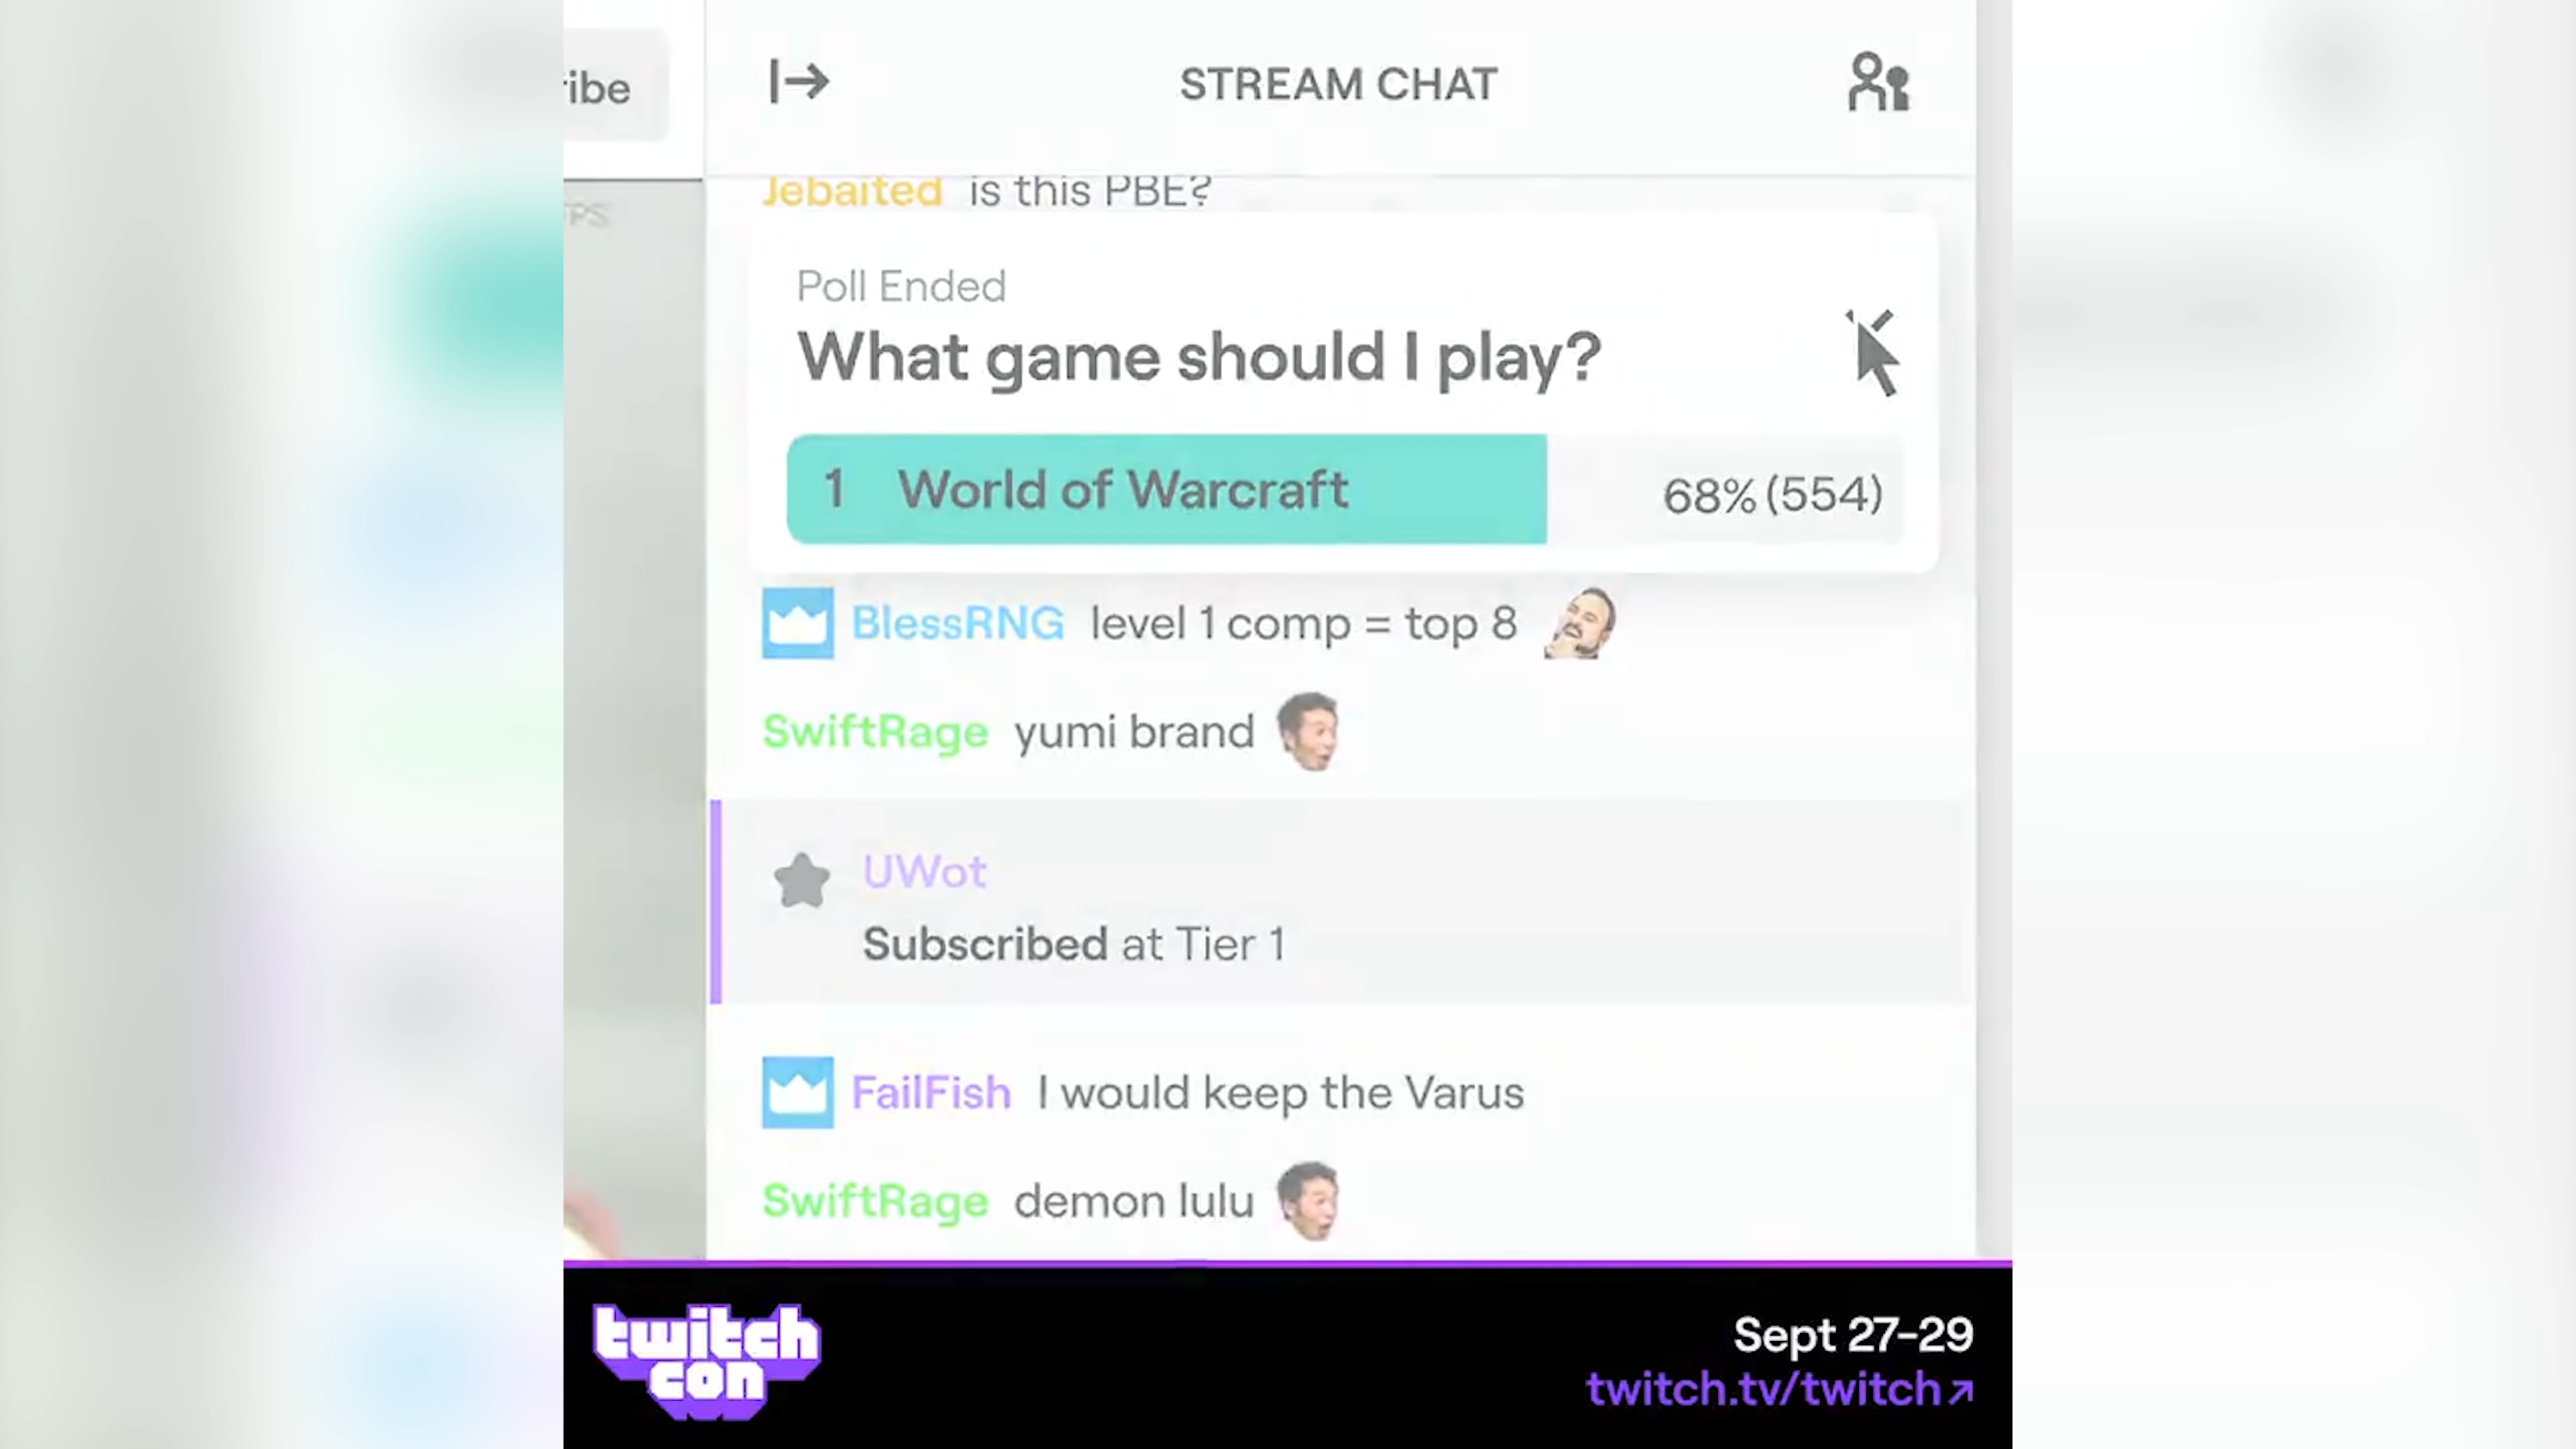 ibe
STREAM CHAT
FPS
Jebaited is this PBE?
Poll Ended
What game should I play?
1 World of Warcraft 68% (554)
BlessRNG level 1 comp = top 8
SwiftRage yumi brand
UWot
Subscribed at Tier 1
FailFish I would keep the Varus
SwiftRage demon lulu
twitch
con
Sept 27-29
twitch.tv/twitch↗